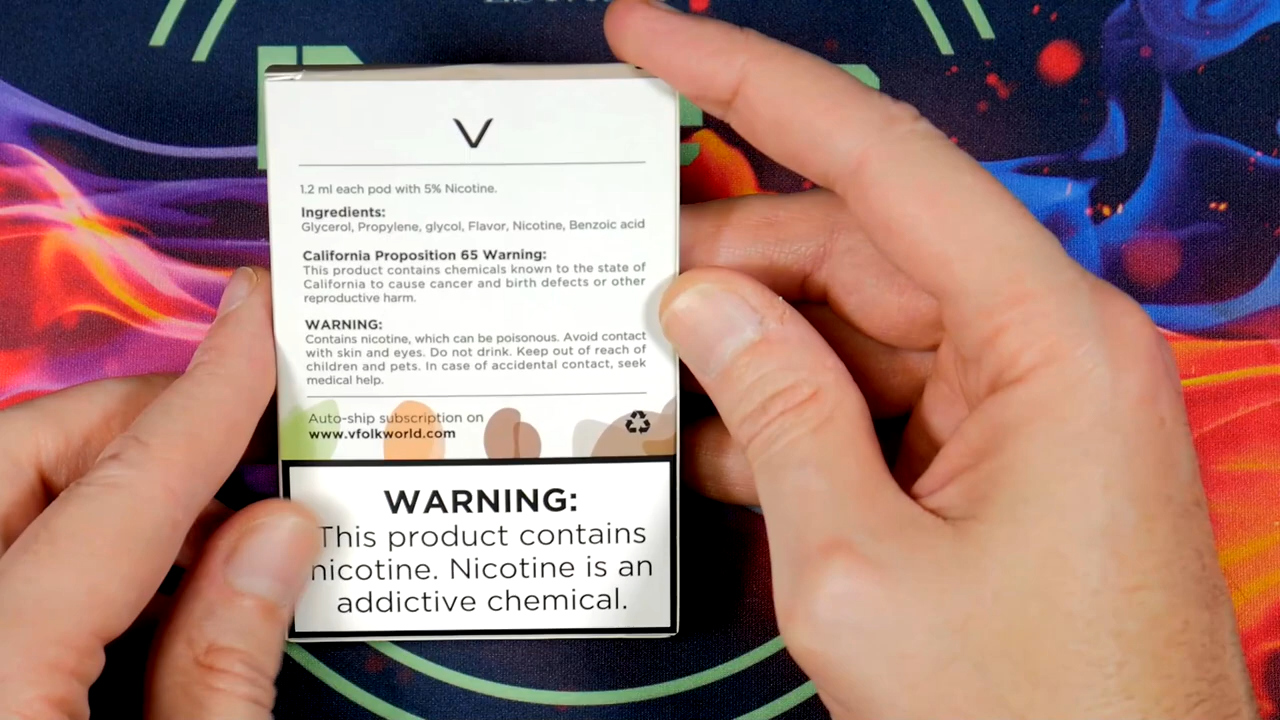 V
1.2 ml each pod with 5% Nicotine.
Ingredients:
Glycerol, Propylene, glycol, Flavor, Nicotine, Benzoic acid
California Proposition 65 Warning:
This product contains chemicals known to the state of
California to cause cancer and birth defects or other
reproductive harm.
WARNING:
Contains nicotine, which can be poisonous. Avoid contact
with skin and eyes. Do not drink. Keep out of reach of
children and pets. In case of accidental contact, seek
medical help.
Auto-ship subscription on
www.vfolkworld.com
WARNING:
This product contains
nicotine. Nicotine is an
addictive chemical.